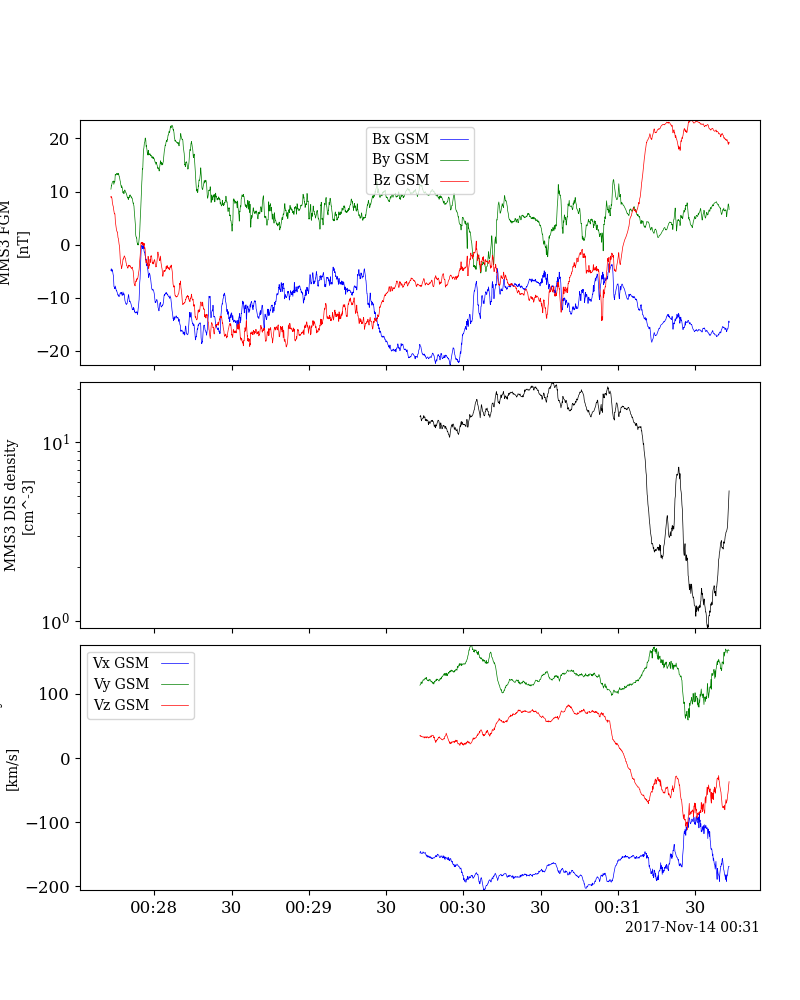 20
10
0
−10
−20
MMS3 FGM
[nT]
Bx GSM
By GSM
Bz GSM
10^1
10^0
MMS3 DIS density
[cm^-3]
100
0
−100
−200
[km/s]
Vx GSM
Vy GSM
Vz GSM
00:28 30 00:29 30 00:30 30 00:31 30
2017-Nov-14 00:31